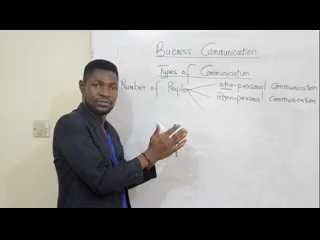 Business Communication
Types of Communication
Number of People
intra-personal communication
inter-personal communication